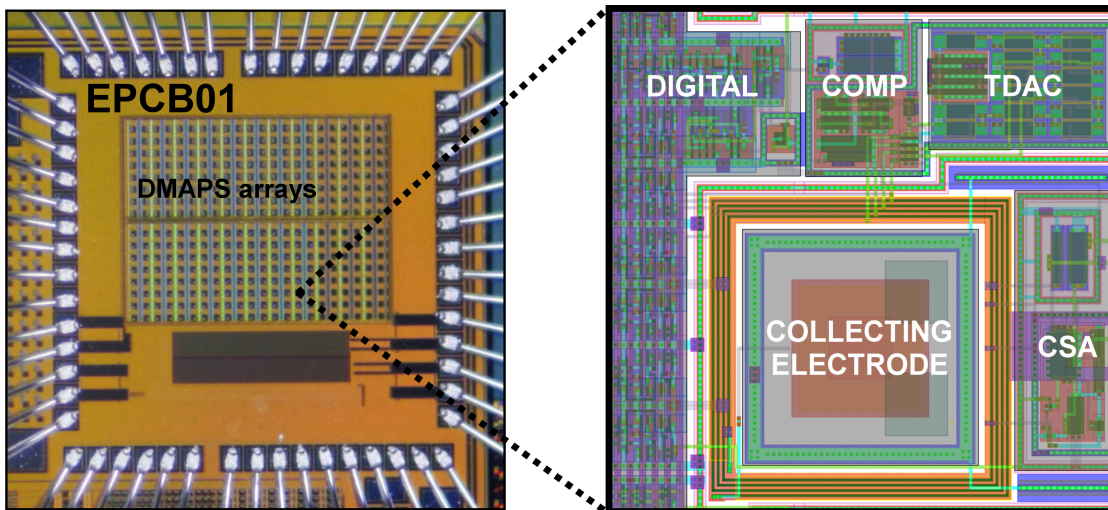 EPCB01
DMAPS arrays
DIGITAL
COMP
TDAC
COLLECTING
ELECTRODE
CSA